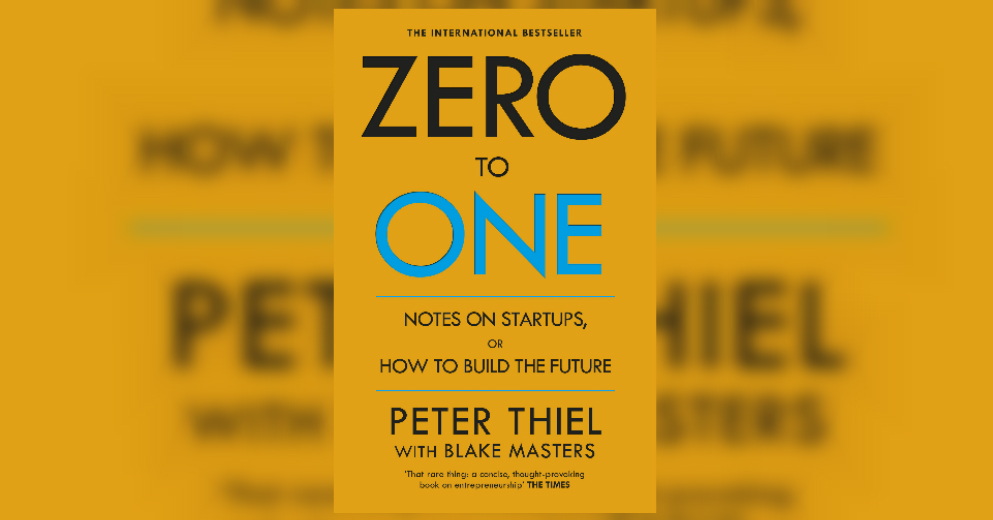 THE INTERNATIONAL BESTSELLER
ZERO
TO
ONE
NOTES ON STARTUPS,
OR
HOW TO BUILD THE FUTURE
PETER THIEL
WITH BLAKE MASTERS
'That rare thing: a concise, thought-provoking
book on entrepreneurship' THE TIMES